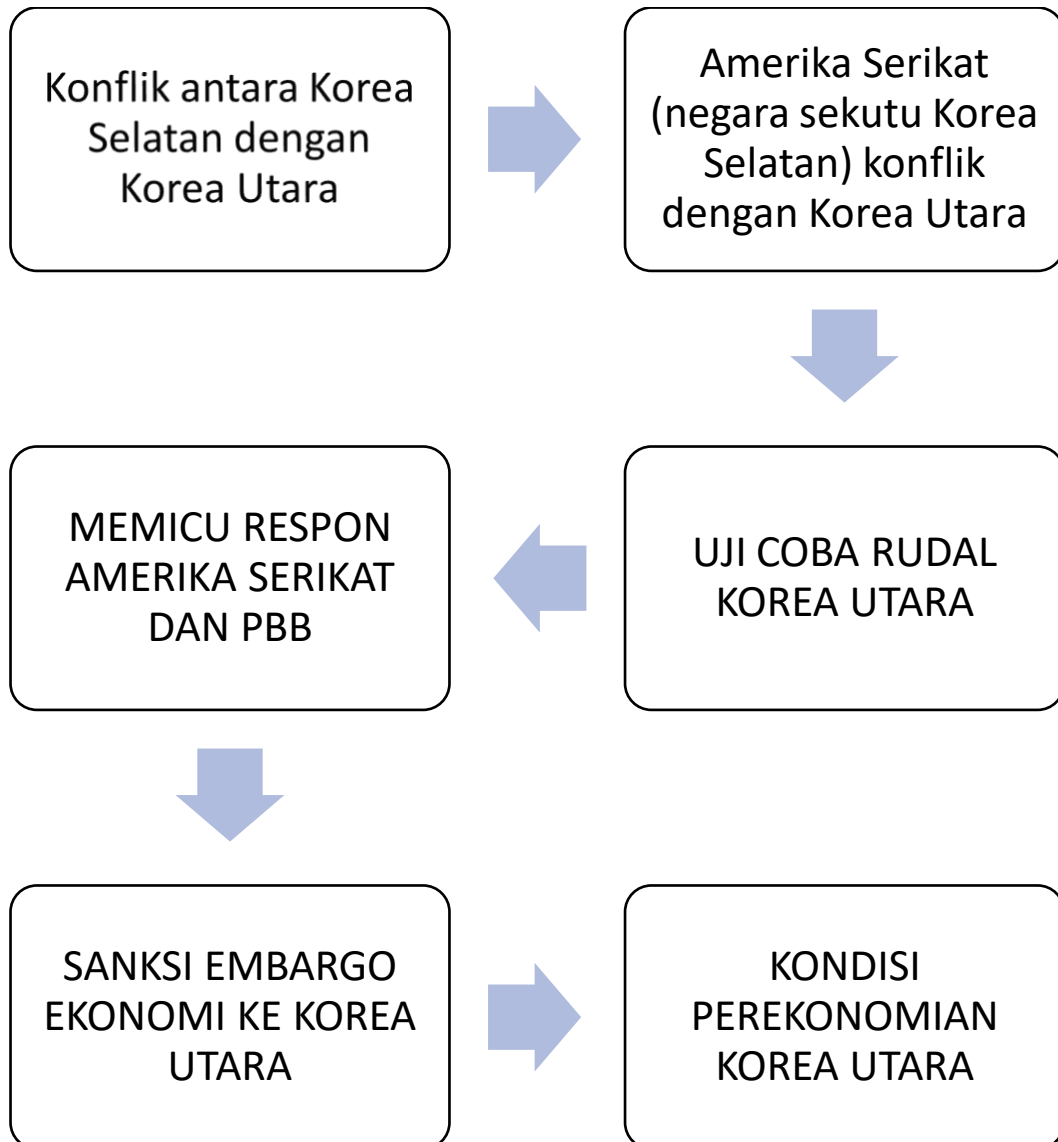 Konflik antara Korea
Selatan dengan
Korea Utara
Amerika Serikat
(negara sekutu Korea
Selatan) konflik
dengan Korea Utara
UJI COBA RUDAL
KOREA UTARA
MEMICU RESPON
AMERIKA SERIKAT
DAN PBB
SANKSI EMBARGO
EKONOMI KE KOREA
UTARA
KONDISI
PEREKONOMIAN
KOREA UTARA